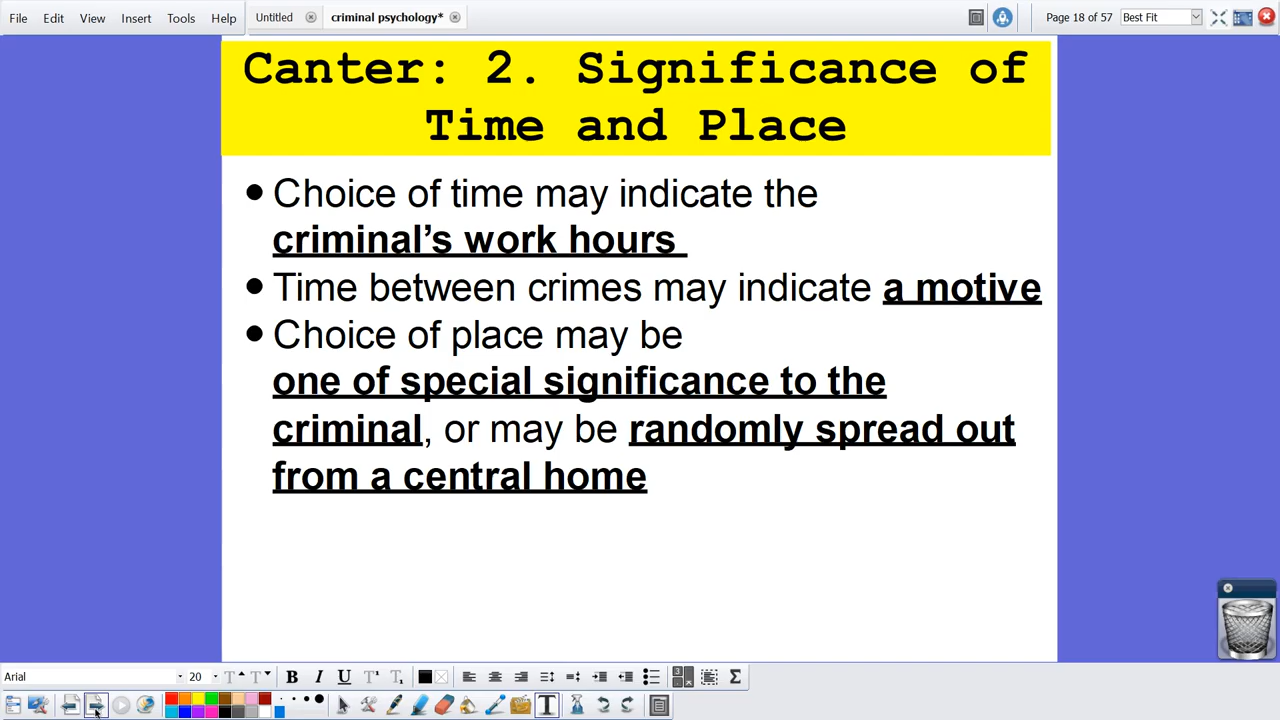 File Edit View Insert Tools Help Untitled criminal psychology* Page 18 of 57 Best Fit
Canter: 2. Significance of
Time and Place
• Choice of time may indicate the
criminal’s work hours
• Time between crimes may indicate a motive
• Choice of place may be
one of special significance to the
criminal, or may be randomly spread out
from a central home
Arial 20 B I U